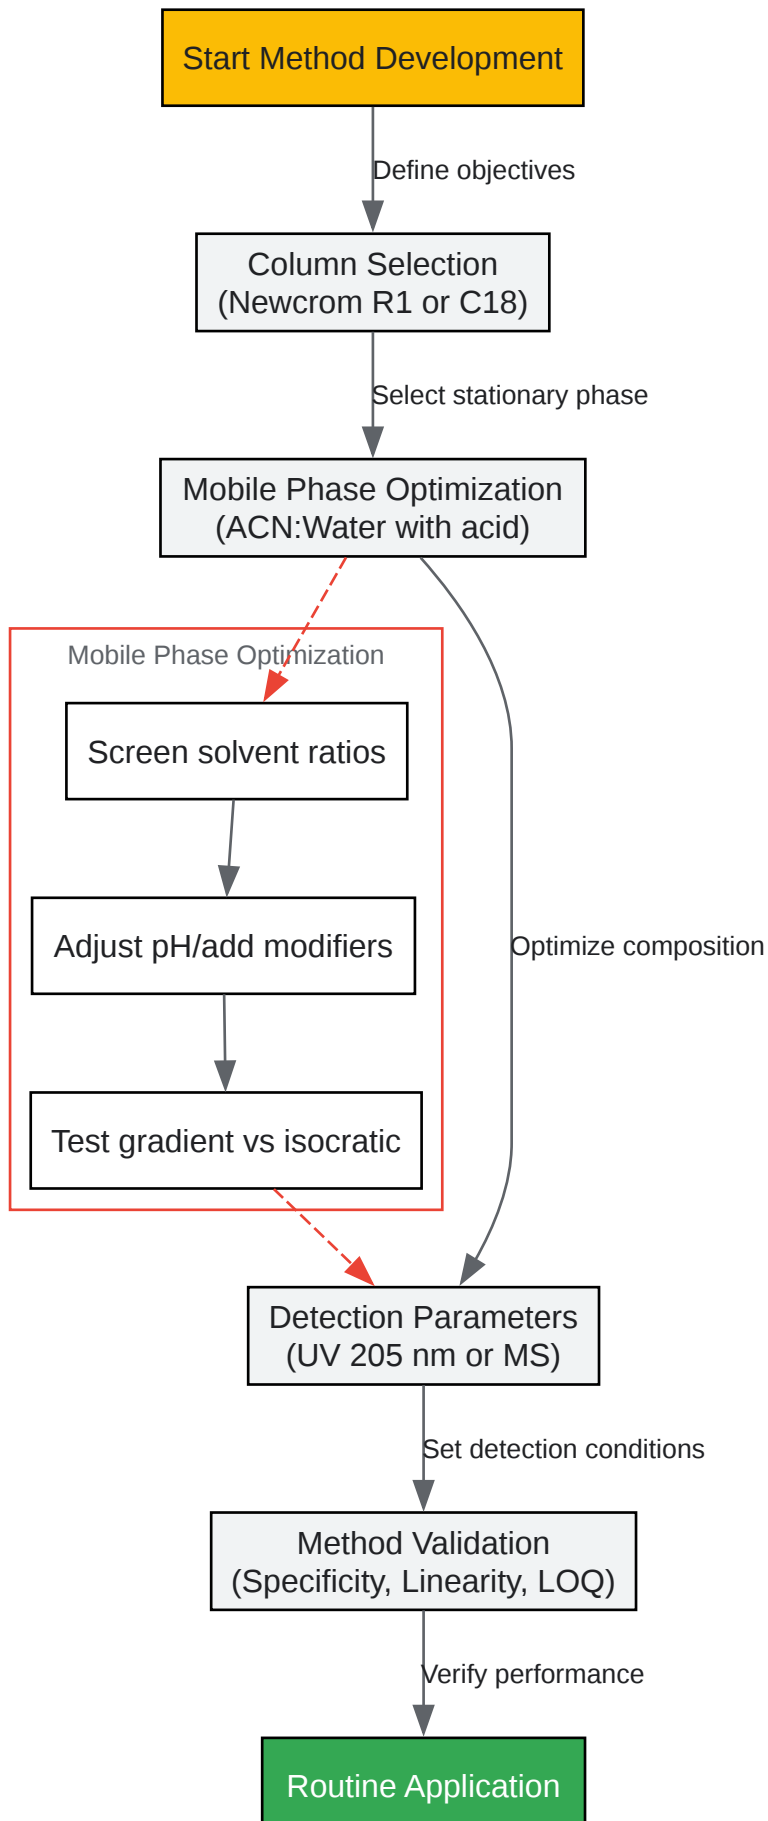 Start Method Development
Define objectives
Column Selection
(Newcrom R1 or C18)
Select stationary phase
Mobile Phase Optimization
(ACN:Water with acid)
Mobile Phase Optimization
Screen solvent ratios
Adjust pH/add modifiers
Optimize composition
Test gradient vs isocratic
Detection Parameters
(UV 205 nm or MS)
Set detection conditions
Method Validation
(Specificity, Linearity, LOQ)
Verify performance
Routine Application